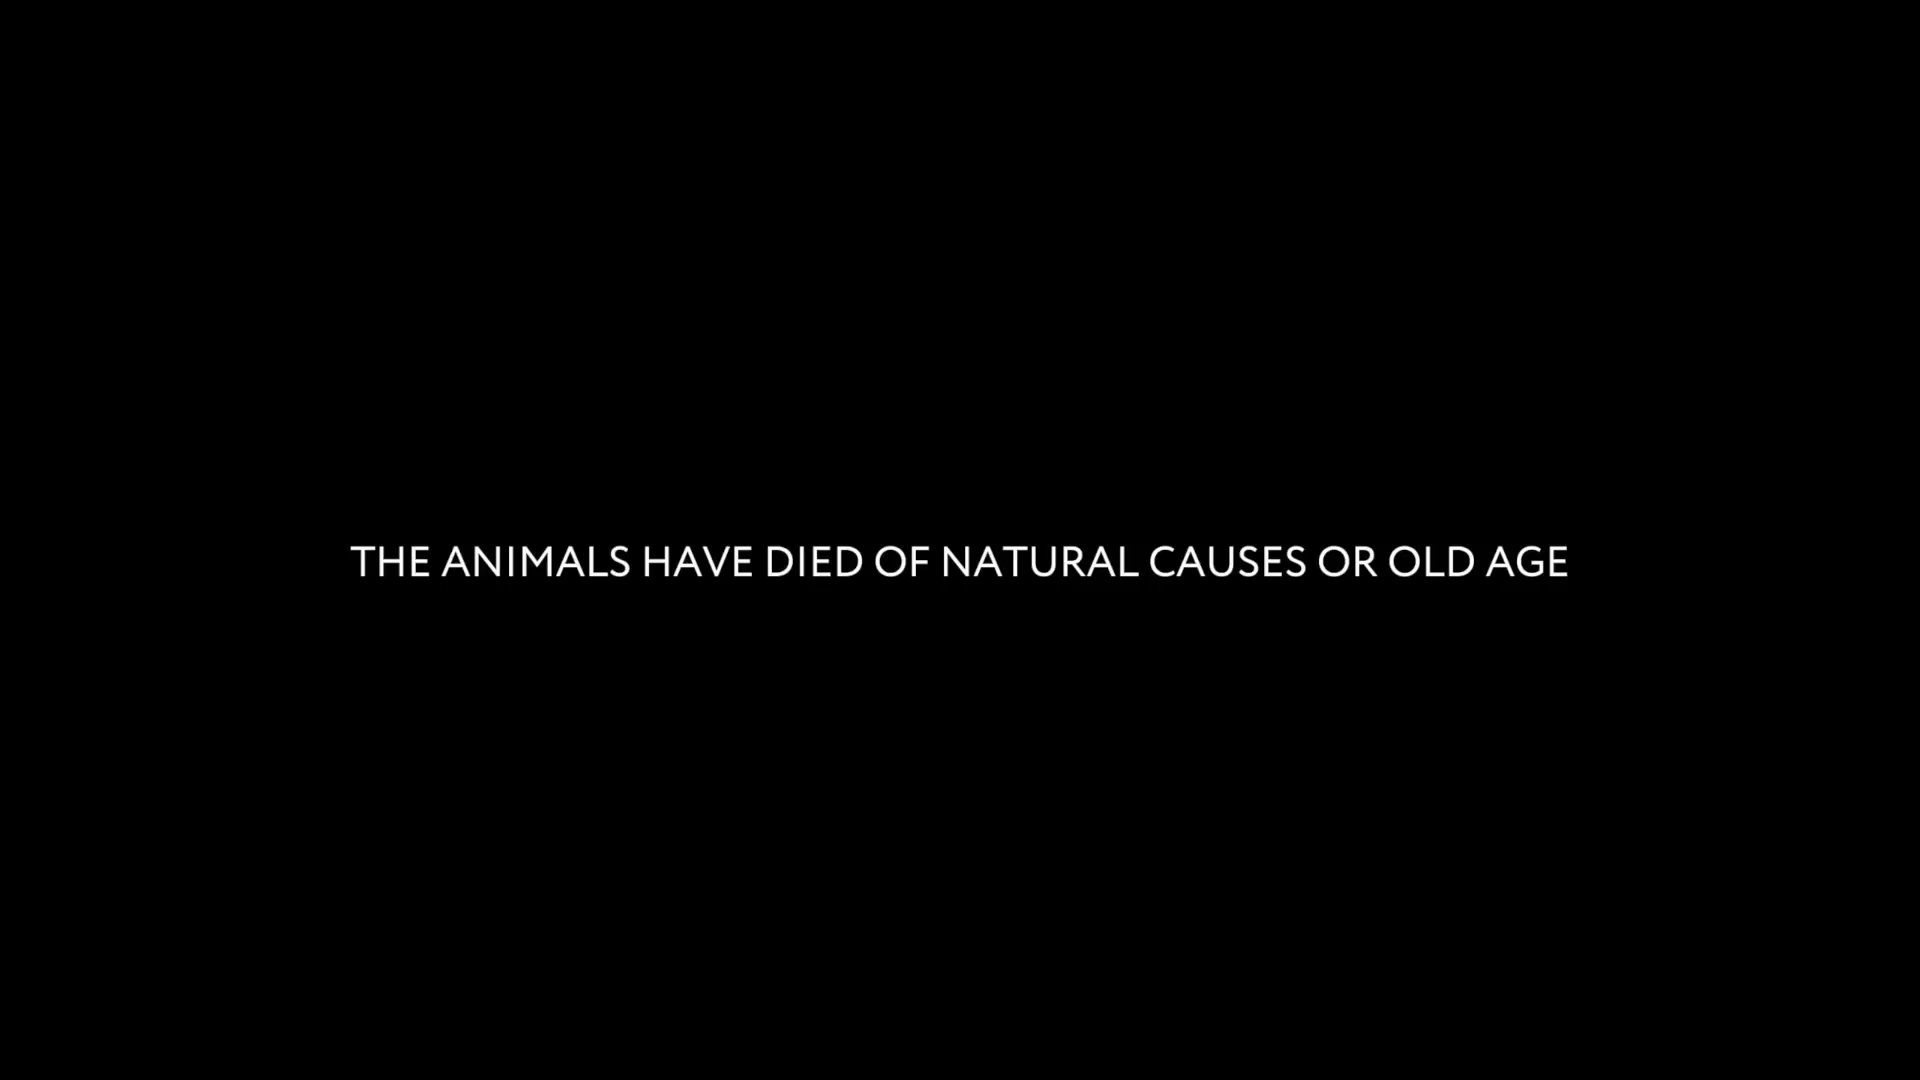 THE ANIMALS HAVE DIED OF NATURAL CAUSES OR OLD AGE